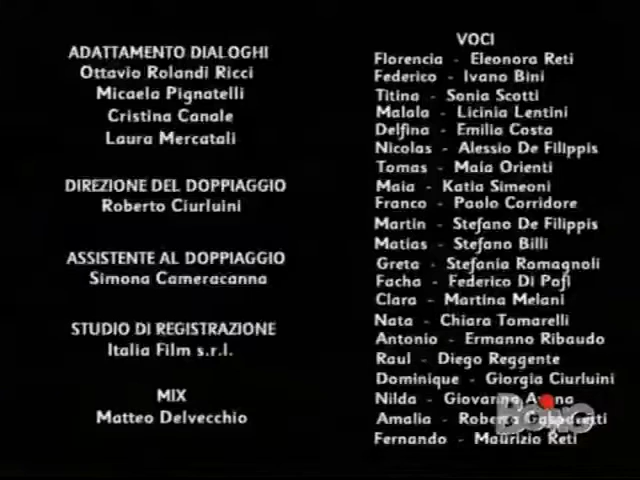 ADATTAMENTO DIALOGHI
Ottavio Rolandi Ricci
Micaela Pignatelli
Cristina Canale
Laura Mercatali
DIREZIONE DEL DOPPIAGGIO
Roberto Ciurluini
ASSISTENTE AL DOPPIAGGIO
Simona Cameracanna
STUDIO DI REGISTRAZIONE
Italia Film s.r.l.
MIX
Matteo Delvecchio
VOCI
Florencia - Eleonora Reti
Federico - Ivano Bini
Titina - Sonia Scotti
Malala - Licinia Lentini
Delfina - Emilia Costa
Nicolas - Alessio De Filippis
Tomas - Maia Orienti
Maia - Katia Simeoni
Franco - Paolo Corridore
Martin - Stefano De Filippis
Matias - Stefano Billi
Greta - Stefania Romagnoli
Facha - Federico Di Pofi
Clara - Martina Melani
Nata - Chiara Tomarelli
Antonio - Ermanno Ribaudo
Raul - Diego Reggente
Dominique - Giorgia Ciurluini
Nilda - Giovanna
Amalia - Roberta
Fernando - Maurizio Reti
BOING